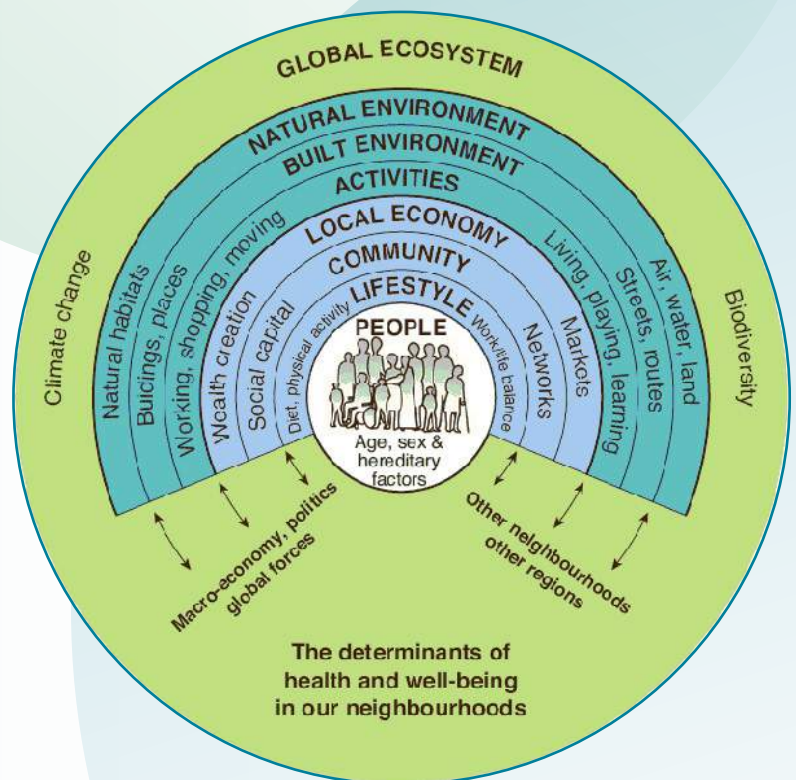 GLOBAL ECOSYSTEM
NATURAL ENVIRONMENT
BUILT ENVIRONMENT
ACTIVITIES
LOCAL ECONOMY
COMMUNITY
LIFESTYLE
PEOPLE
Age, sex &
hereditary
factors
Climate change
Natural habitats
Buicings, places
Working, shopping, moving
Wealth creation
Social capital
Diet, physical activity
Work/life balance
Networks
Markets
Living, playing, learning
Streets, routes
Air, water, land
Biodiversity
Macro-economy, politics
global forces
Other neighbourhoods
other regions
The determinants of
health and well-being
in our neighbourhoods